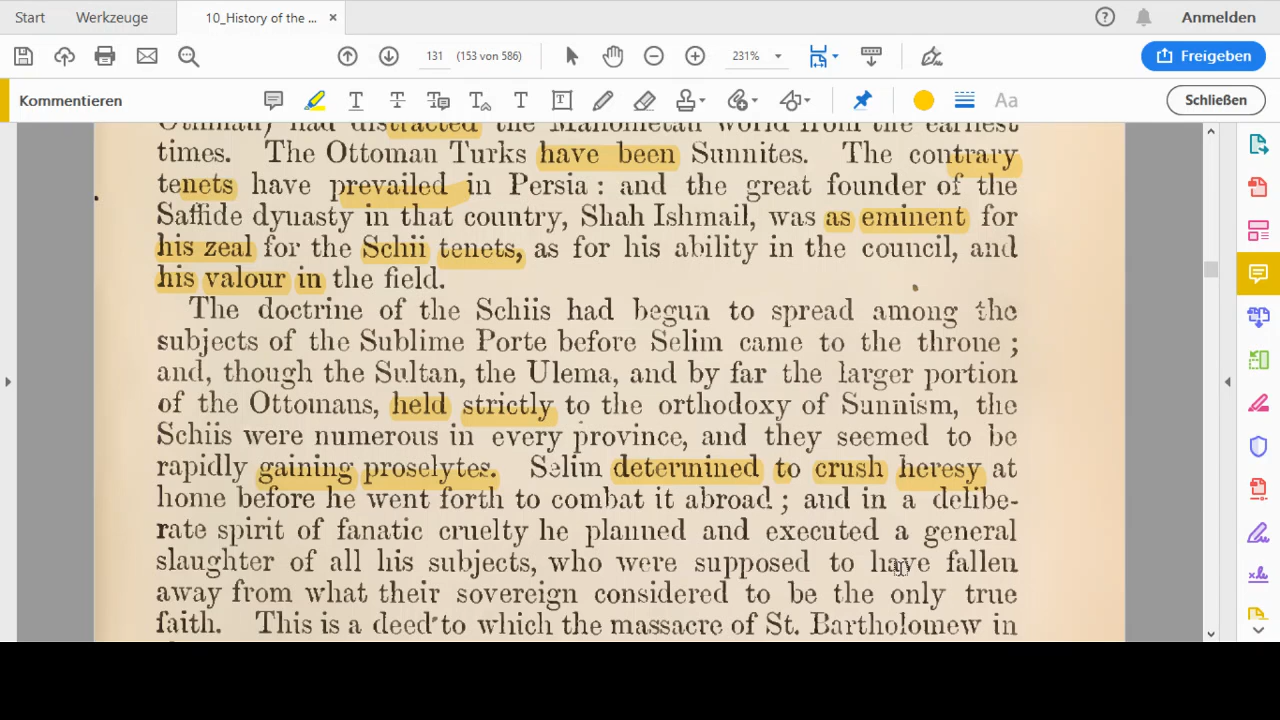 Start Werkzeuge 10_History of the ... × Anmelden
131 (153 von 586) 231% Freigeben
Kommentieren Aa Schließen
Othman) had distracted the Mahometan world from the earliest
times. The Ottoman Turks have been Sunnites. The contrary
tenets have prevailed in Persia : and the great founder of the
Saffide dynasty in that country, Shah Ishmail, was as eminent for
his zeal for the Schii tenets, as for his ability in the council, and
his valour in the field.
The doctrine of the Schiis had begun to spread among the
subjects of the Sublime Porte before Selim came to the throne ;
and, though the Sultan, the Ulema, and by far the larger portion
of the Ottomans, held strictly to the orthodoxy of Sunnism, the
Schiis were numerous in every province, and they seemed to be
rapidly gaining proselytes. Selim determined to crush heresy at
home before he went forth to combat it abroad ; and in a delibe-
rate spirit of fanatic cruelty he planned and executed a general
slaughter of all his subjects, who were supposed to have fallen
away from what their sovereign considered to be the only true
faith. This is a deed to which the massacre of St. Bartholomew in